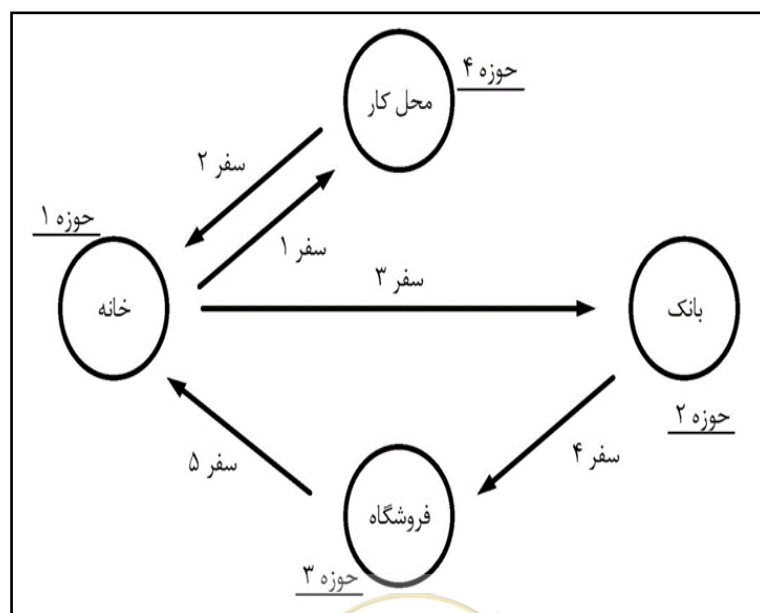 حوزه ۴
محل کار
سفر ۲
حوزه ۱
سفر ۱
سفر ۳
خانه
بانک
حوزه ۲
سفر ۴
سفر ۵
فروشگاه
حوزه ۳